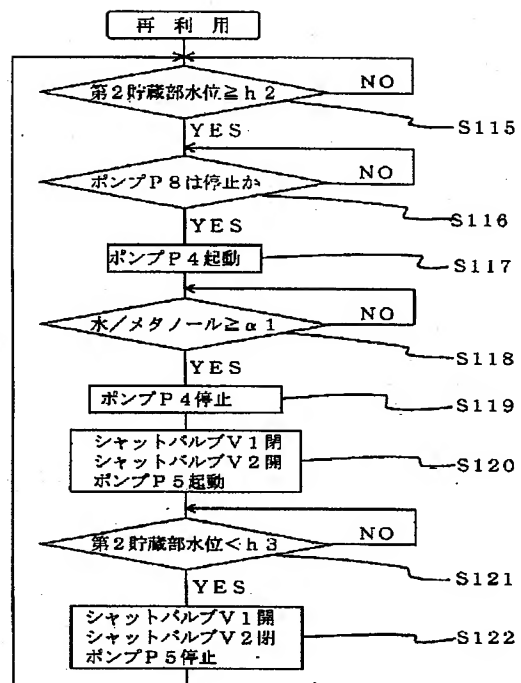 再利用
第2貯蔵部水位≧h2
NO
YES
S115
ポンプP8は停止か
NO
YES
S116
ポンプP4起動
S117
水/メタノール≧α1
NO
YES
S118
ポンプP4停止
S119
シャットバルブV1閉
シャットバルブV2開
ポンプP5起動
S120
第2貯蔵部水位<h3
NO
YES
S121
シャットバルブV1開
シャットバルブV2閉
ポンプP5停止
S122